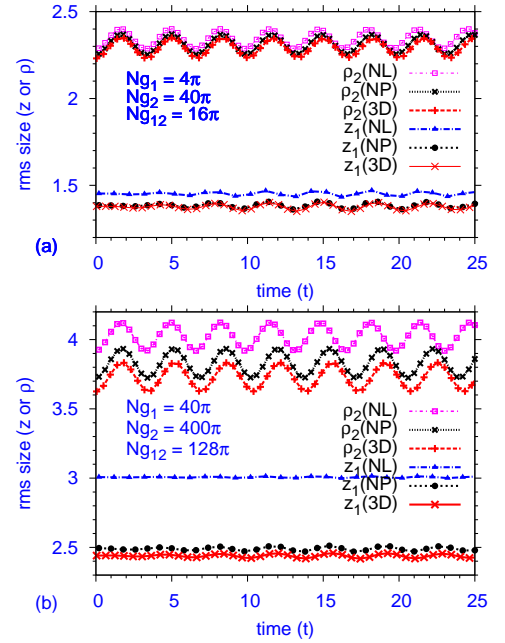 2.5
2
1.5
rms size (z or ρ)
Ng₁ = 4π
Ng₂ = 40π
Ng₁₂ = 16π
ρ₂(NL)
ρ₂(NP)
ρ₂(3D)
z₁(NL)
z₁(NP)
z₁(3D)
0 5 10 15 20 25
(a)
time (t)
4
3.5
3
2.5
rms size (z or ρ)
Ng₁ = 40π
Ng₂ = 400π
Ng₁₂ = 128π
ρ₂(NL)
ρ₂(NP)
ρ₂(3D)
z₁(NL)
z₁(NP)
z₁(3D)
0 5 10 15 20 25
(b)
time (t)